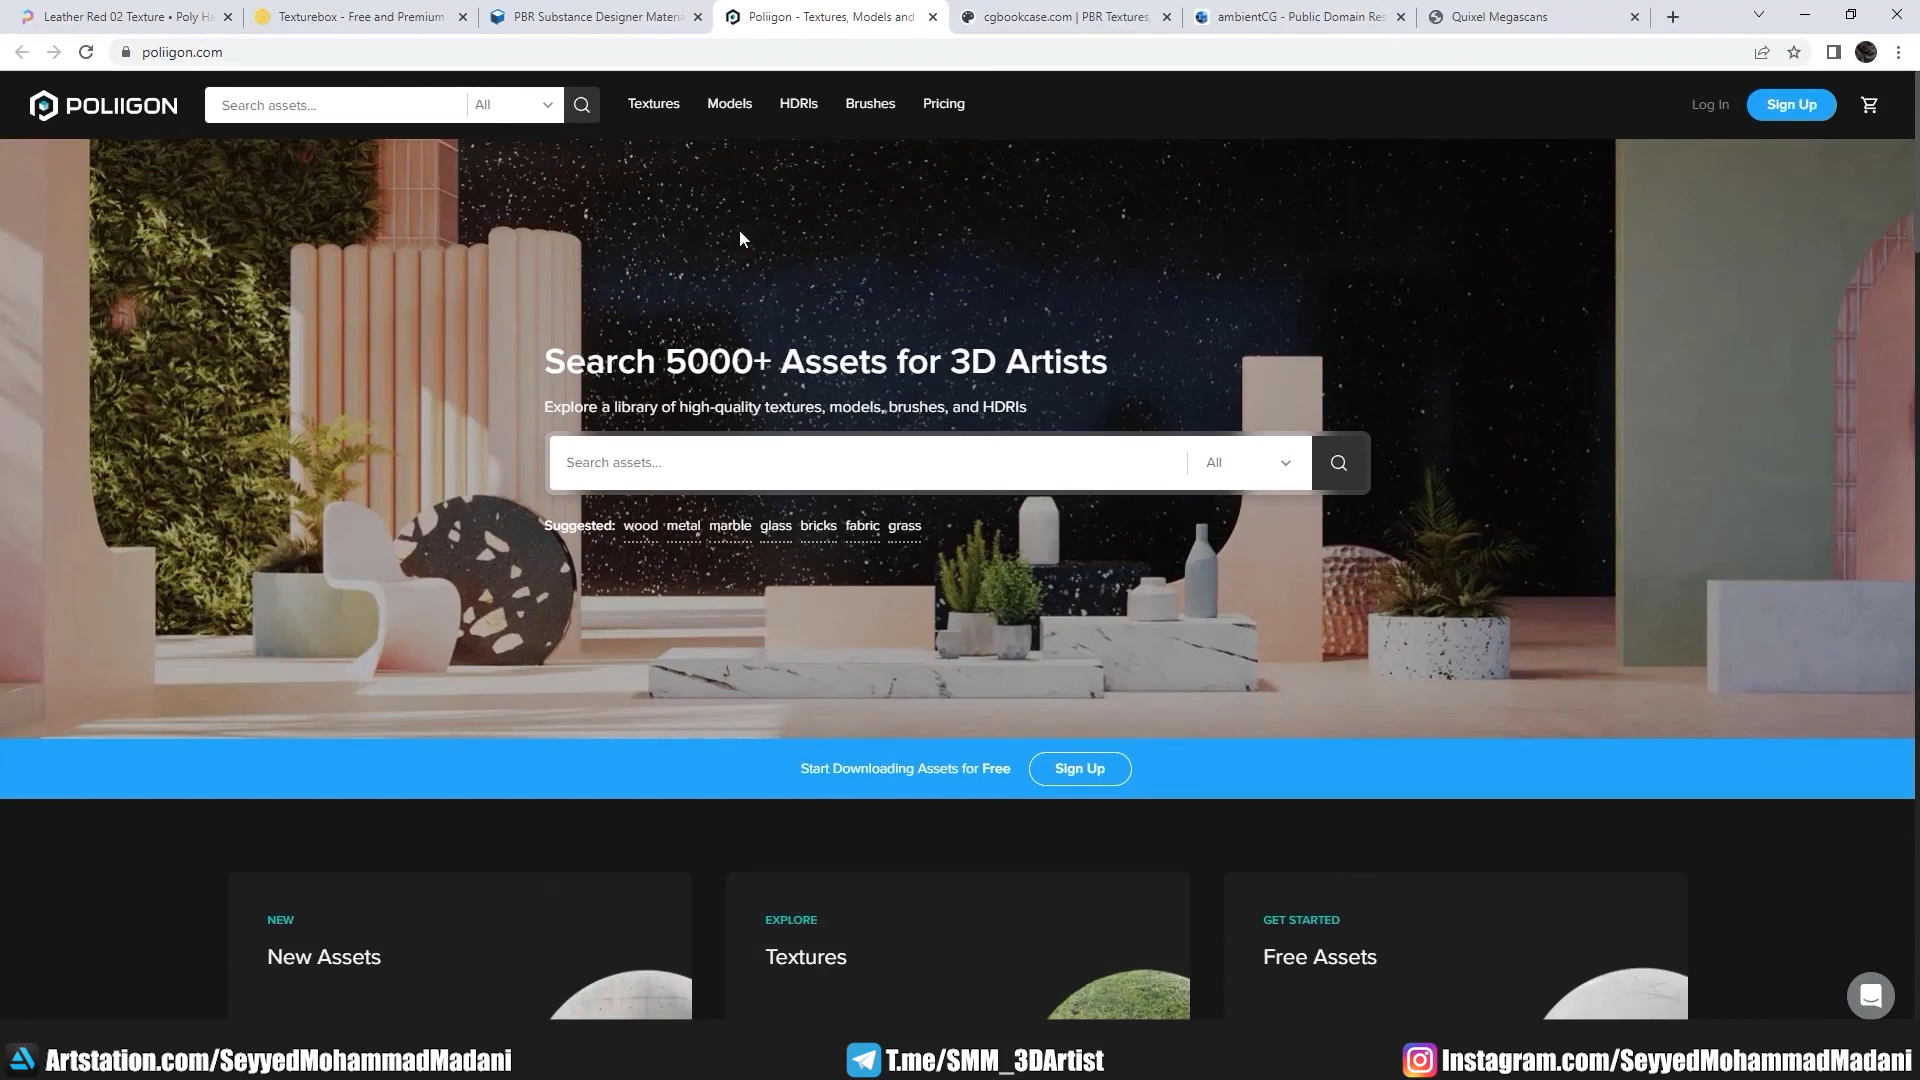 Leather Red 02 Texture • Poly Ha
Texturebox - Free and Premium
PBR Substance Designer Materia
Poliigon - Textures, Models and
cgbookcase.com | PBR Textures,
ambientCG - Public Domain Res
Quixel Megascans
poliigon.com
POLIIGON
Search assets...
All
Textures
Models
HDRIs
Brushes
Pricing
Log In
Sign Up
Search 5000+ Assets for 3D Artists
Explore a library of high-quality textures, models, brushes, and HDRIs
Search assets...
All
Suggested: wood metal marble glass bricks fabric grass
Start Downloading Assets for Free
Sign Up
NEW
New Assets
EXPLORE
Textures
GET STARTED
Free Assets
Artstation.com/SeyyedMohammadMadani
T.me/SMM_3DArtist
Instagram.com/SeyyedMohammadMadani